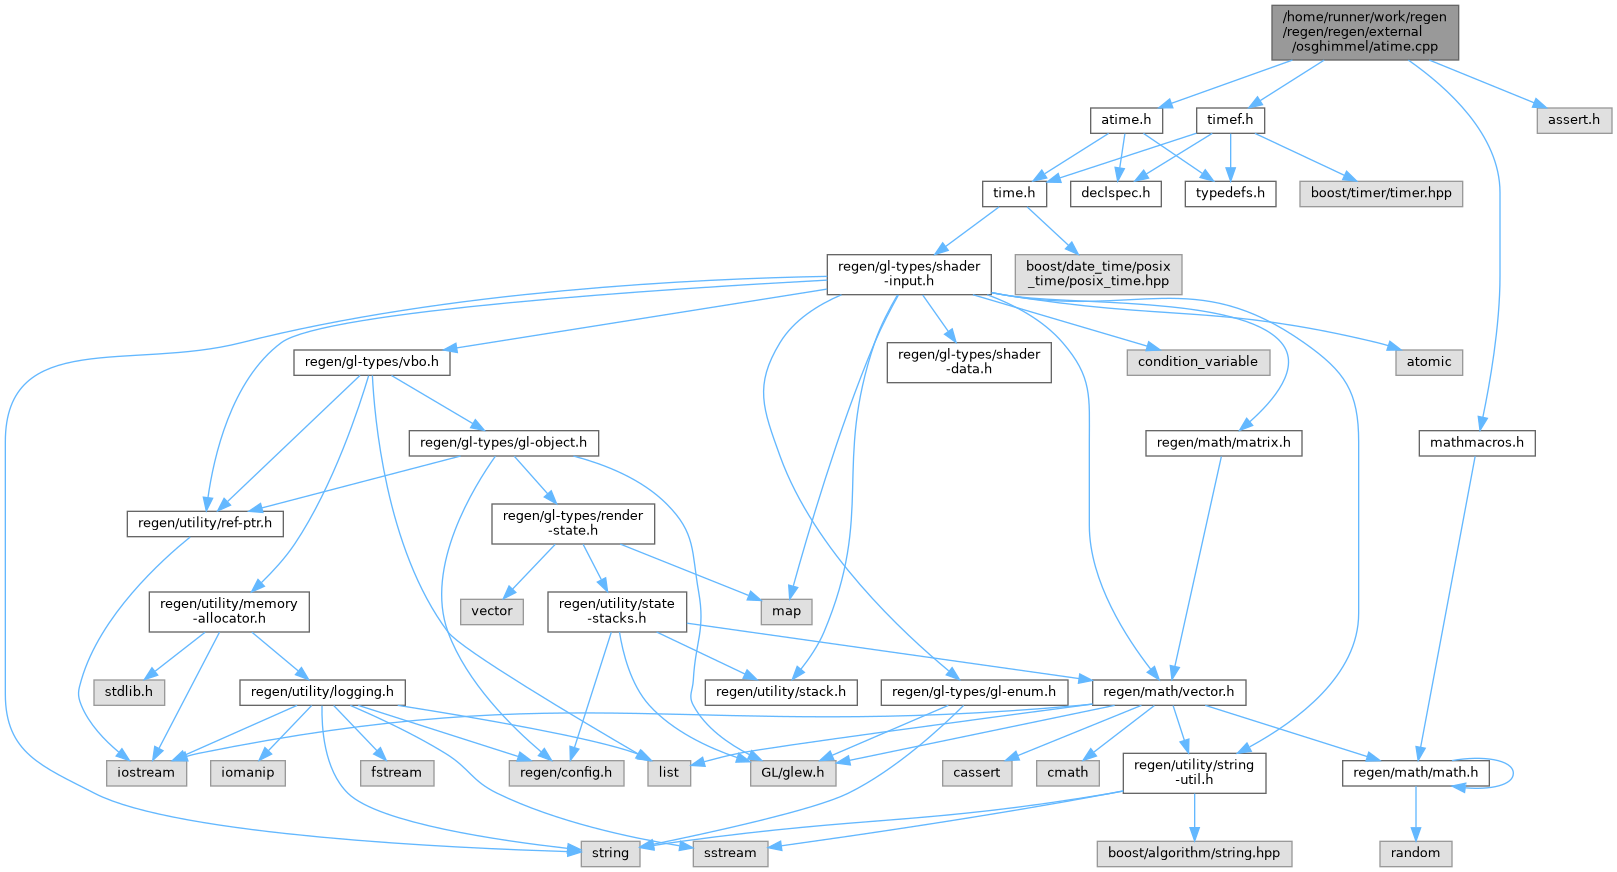 /home/runner/work/regen
/regen/regen/external
/osghimmel/atime.cpp
atime.h
timef.h
assert.h
time.h
declspec.h
typedefs.h
boost/timer/timer.hpp
regen/gl-types/shader
-input.h
boost/date_time/posix
_time/posix_time.hpp
regen/gl-types/vbo.h
regen/gl-types/shader
-data.h
condition_variable
atomic
regen/gl-types/gl-object.h
regen/math/matrix.h
mathmacros.h
regen/utility/ref-ptr.h
regen/gl-types/render
-state.h
regen/utility/memory
-allocator.h
vector
regen/utility/state
-stacks.h
map
stdlib.h
regen/utility/logging.h
regen/utility/stack.h
regen/gl-types/gl-enum.h
regen/math/vector.h
iostream
iomanip
fstream
regen/config.h
list
GL/glew.h
cassert
cmath
regen/utility/string
-util.h
regen/math/math.h
string
sstream
boost/algorithm/string.hpp
random